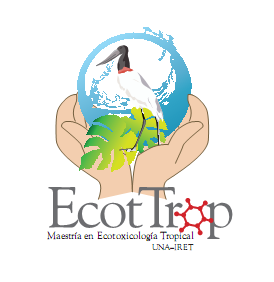 EcotTrop
Maestría en Ecotoxicología Tropical
UNA-IRET